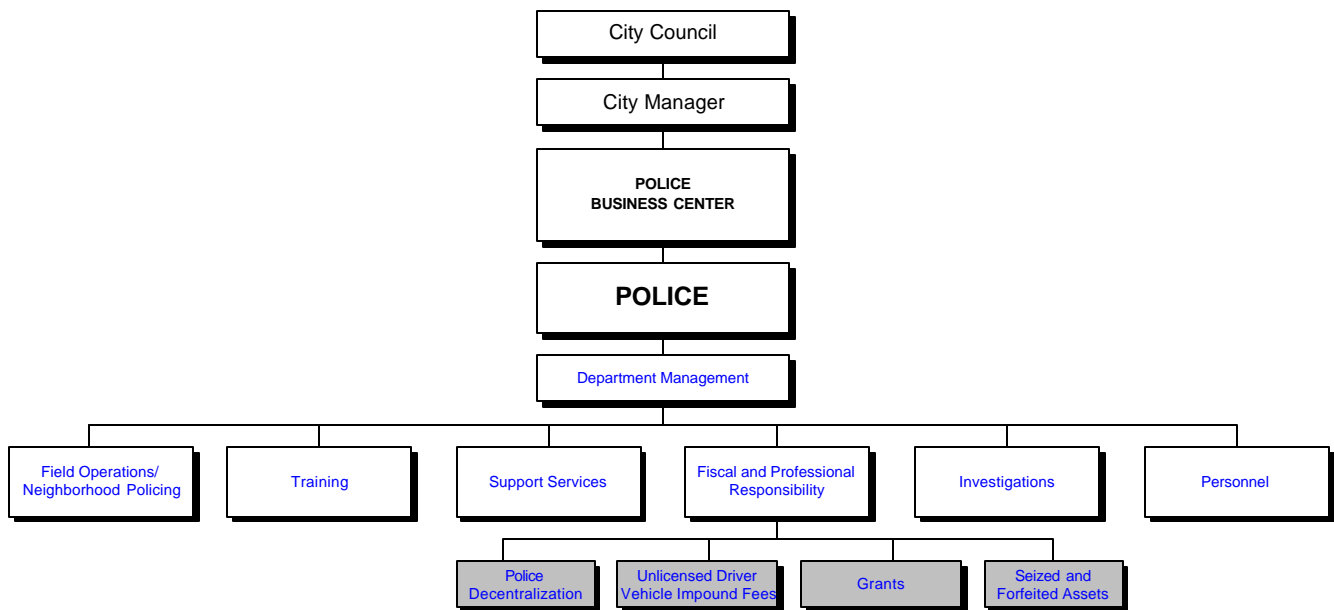 City Council
City Manager
POLICE
BUSINESS CENTER
POLICE
Department Management
Field Operations/
Neighborhood Policing
Training
Support Services
Fiscal and Professional
Responsibility
Investigations
Personnel
Police
Decentralization
Unlicensed Driver
Vehicle Impound Fees
Grants
Seized and
Forfeited Assets